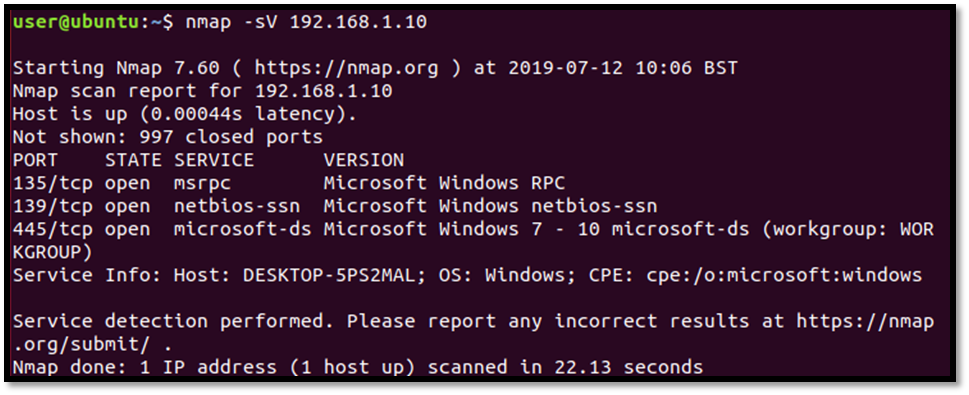 user@ubuntu:~$ nmap -sV 192.168.1.10
Starting Nmap 7.60 ( https://nmap.org ) at 2019-07-12 10:06 BST
Nmap scan report for 192.168.1.10
Host is up (0.00044s latency).
Not shown: 997 closed ports
PORT    STATE SERVICE      VERSION
135/tcp open  msrpc        Microsoft Windows RPC
139/tcp open  netbios-ssn  Microsoft Windows netbios-ssn
445/tcp open  microsoft-ds Microsoft Windows 7 - 10 microsoft-ds (workgroup: WOR
KGROUP)
Service Info: Host: DESKTOP-5PS2MAL; OS: Windows; CPE: cpe:/o:microsoft:windows
Service detection performed. Please report any incorrect results at https://nmap
.org/submit/ .
Nmap done: 1 IP address (1 host up) scanned in 22.13 seconds